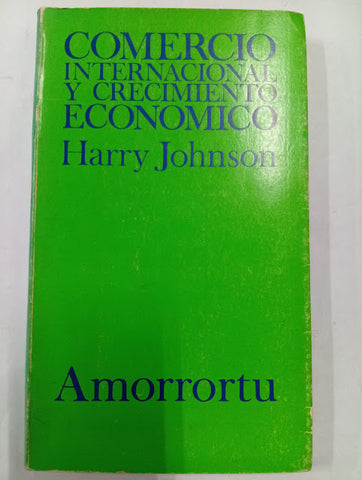 COMERCIO
INTERNACIONAL
Y CRECIMIENTO
ECONOMICO
Harry Johnson
Amorrortu